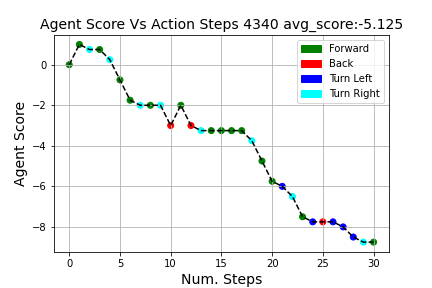 Agent Score Vs Action Steps 4340 avg_score:-5.125
Forward
Back
Turn Left
Turn Right
Agent Score
0
−2
−4
−6
−8
0 5 10 15 20 25 30
Num. Steps